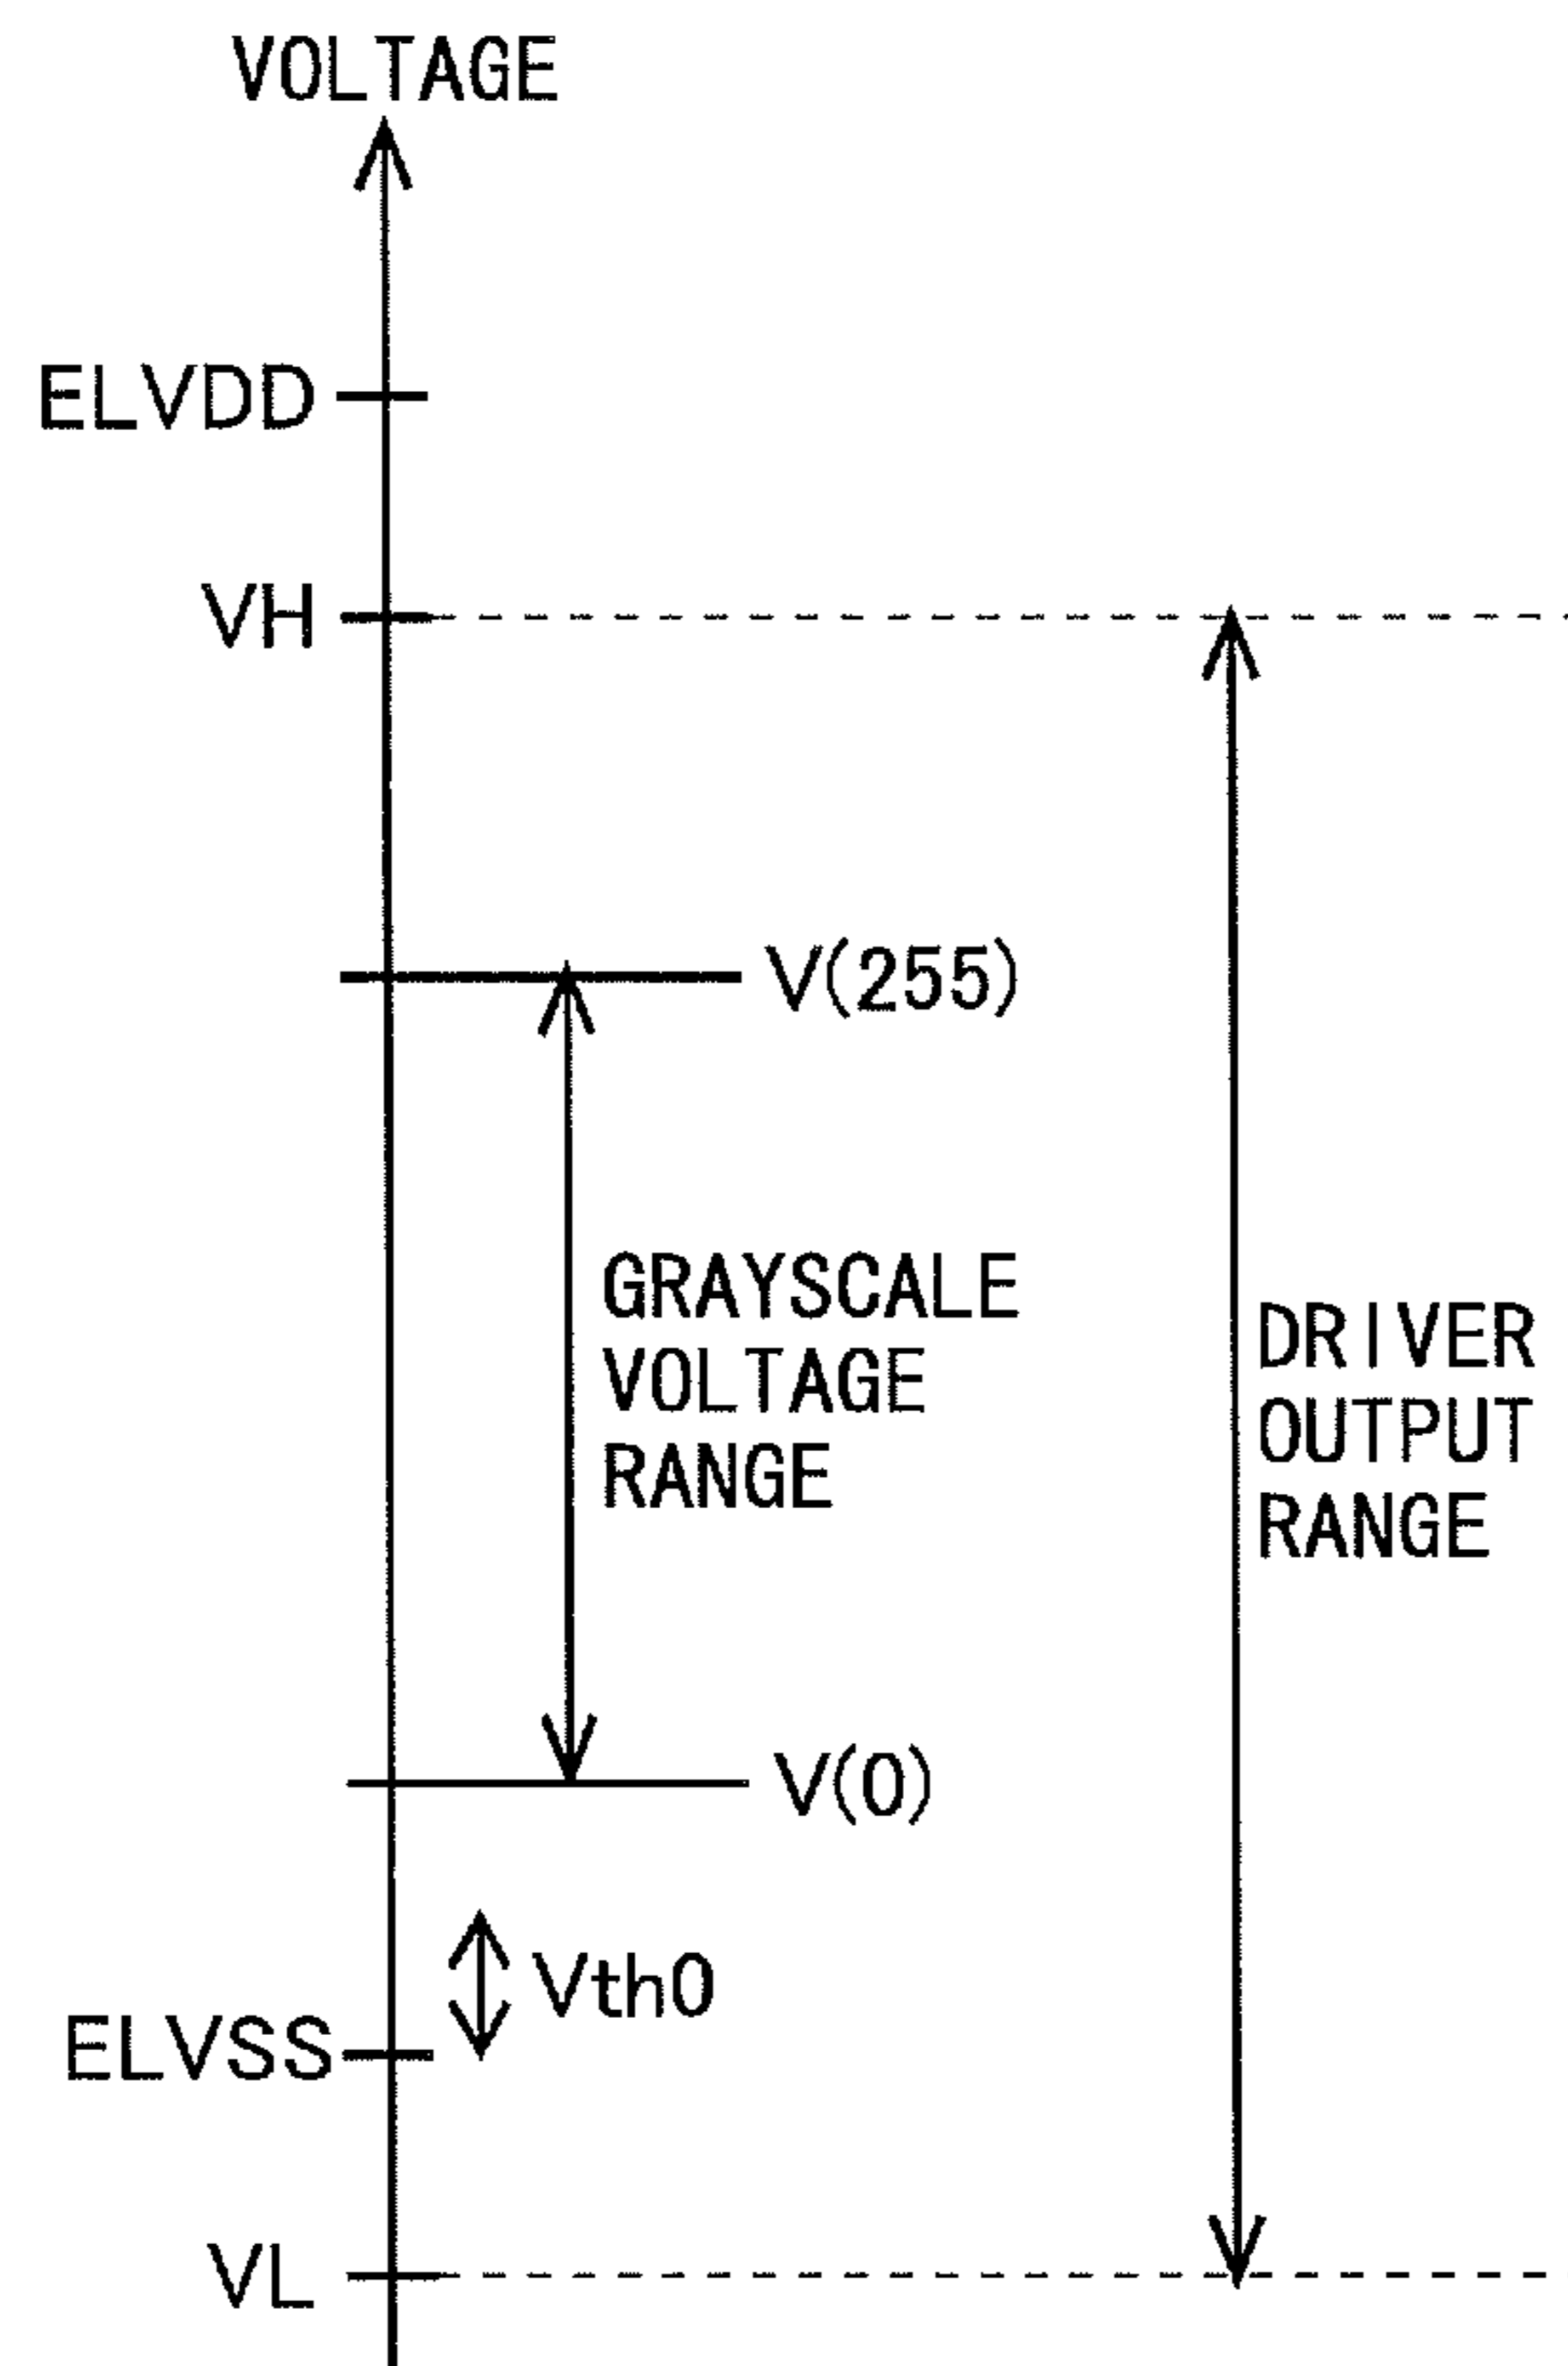 VOLTAGE
ELVDD
VH
V(255)
GRAYSCALE
VOLTAGE
RANGE
DRIVER
OUTPUT
RANGE
V(0)
Vth0
ELVSS
VL